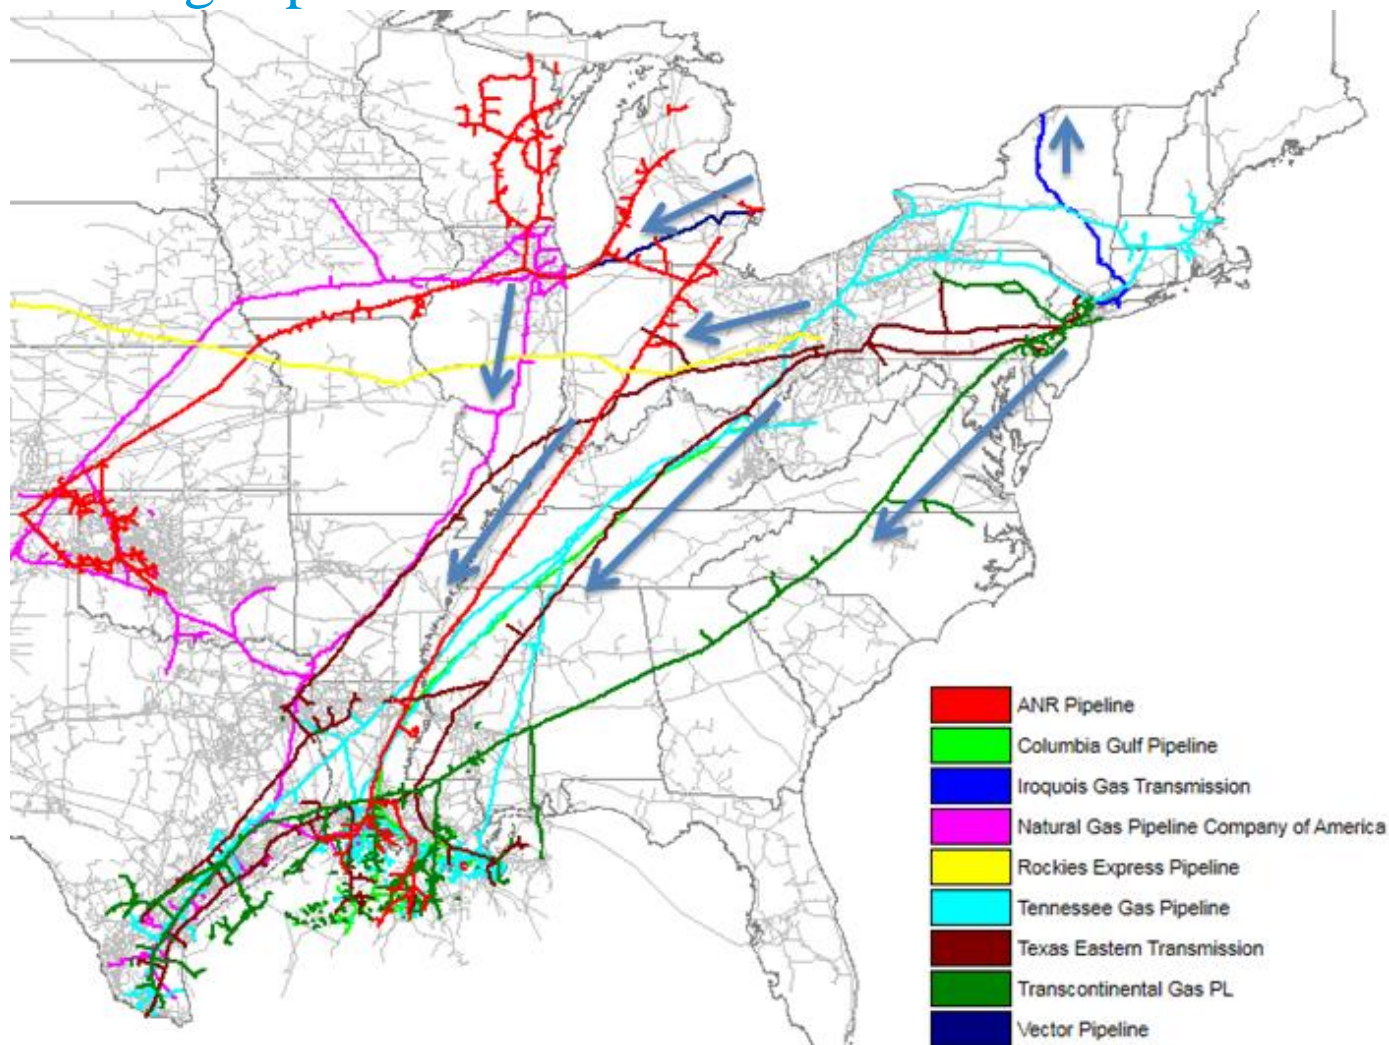 ANR Pipeline
Columbia Gulf Pipeline
Iroquois Gas Transmission
Natural Gas Pipeline Company of America
Rockies Express Pipeline
Tennessee Gas Pipeline
Texas Eastern Transmission
Transcontinental Gas PL
Vector Pipeline